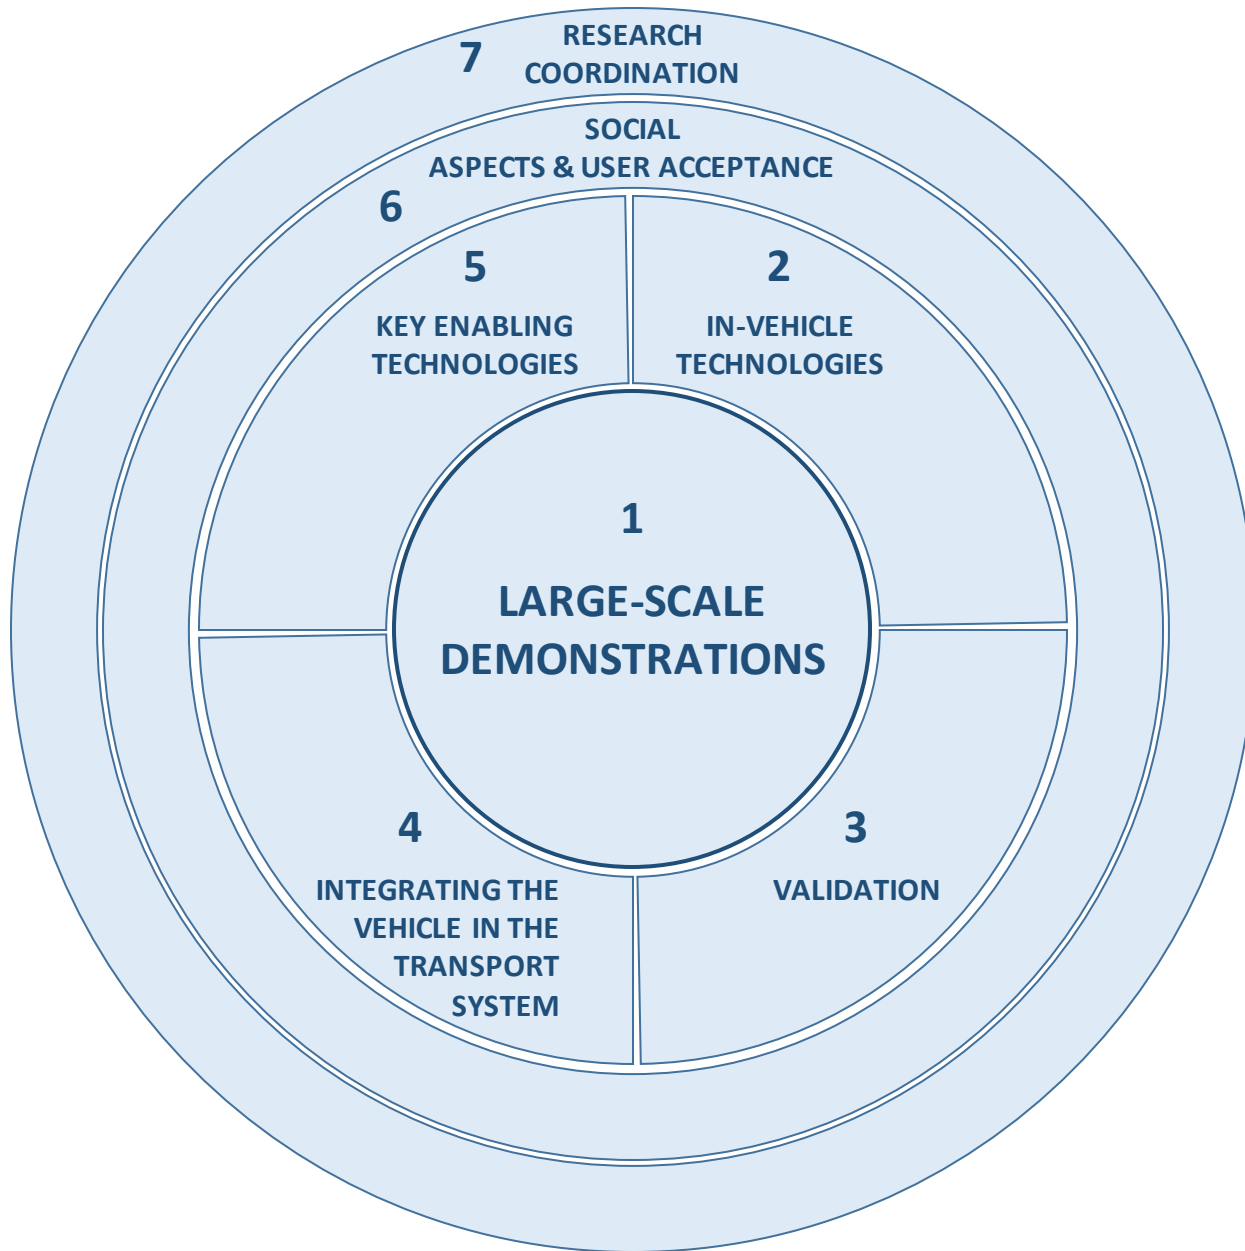 7
RESEARCH
COORDINATION
SOCIAL
ASPECTS & USER ACCEPTANCE
6
5
KEY ENABLING
TECHNOLOGIES
2
IN-VEHICLE
TECHNOLOGIES
1
LARGE-SCALE
DEMONSTRATIONS
4
INTEGRATING THE
VEHICLE IN THE
TRANSPORT
SYSTEM
3
VALIDATION